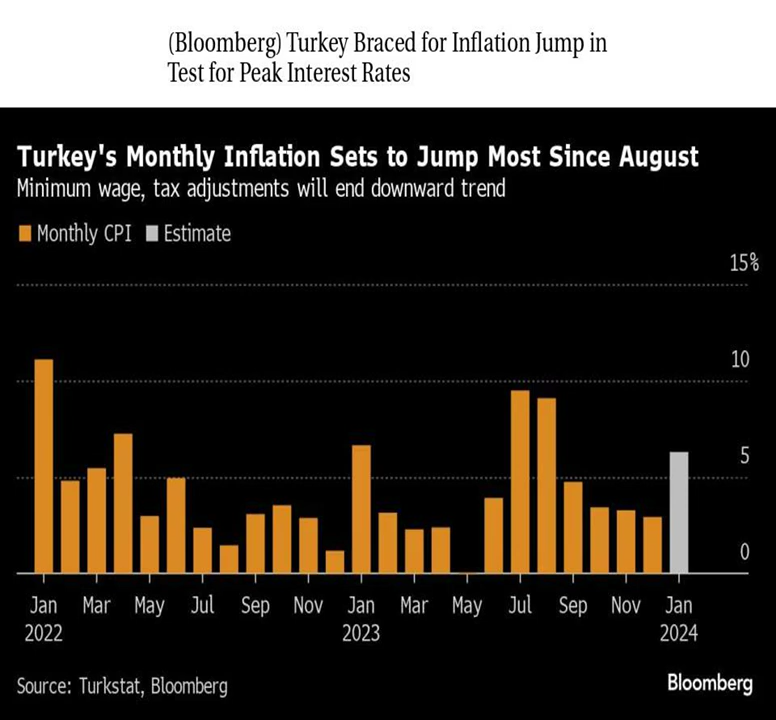 (Bloomberg) Turkey Braced for Inflation Jump in
Test for Peak Interest Rates
Turkey's Monthly Inflation Sets to Jump Most Since August
Minimum wage, tax adjustments will end downward trend
Monthly CPI Estimate
15%
10
5
0
Jan Mar May Jul Sep Nov Jan Mar May Jul Sep Nov Jan
2022 2023 2024
Source: Turkstat, Bloomberg
Bloomberg